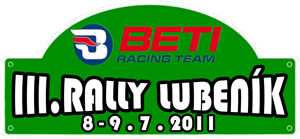 BETI
RACING TEAM
III. RALLY LUBENÍK
8-9.7.2011